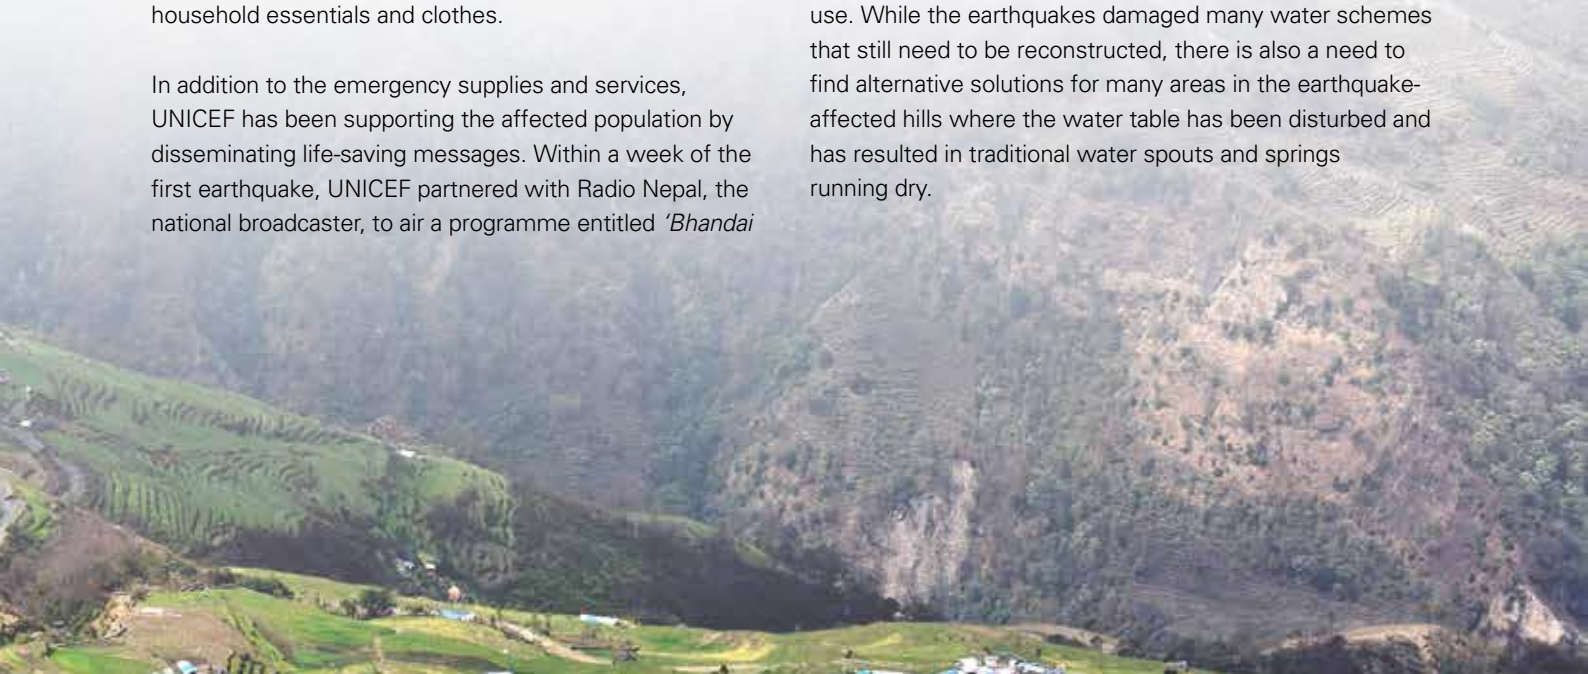 household essentials and clothes.
In addition to the emergency supplies and services,
UNICEF has been supporting the affected population by
disseminating life-saving messages. Within a week of the
first earthquake, UNICEF partnered with Radio Nepal, the
national broadcaster, to air a programme entitled ‘Bhandai
use. While the earthquakes damaged many water schemes
that still need to be reconstructed, there is also a need to
find alternative solutions for many areas in the earthquake-
affected hills where the water table has been disturbed and
has resulted in traditional water spouts and springs
running dry.